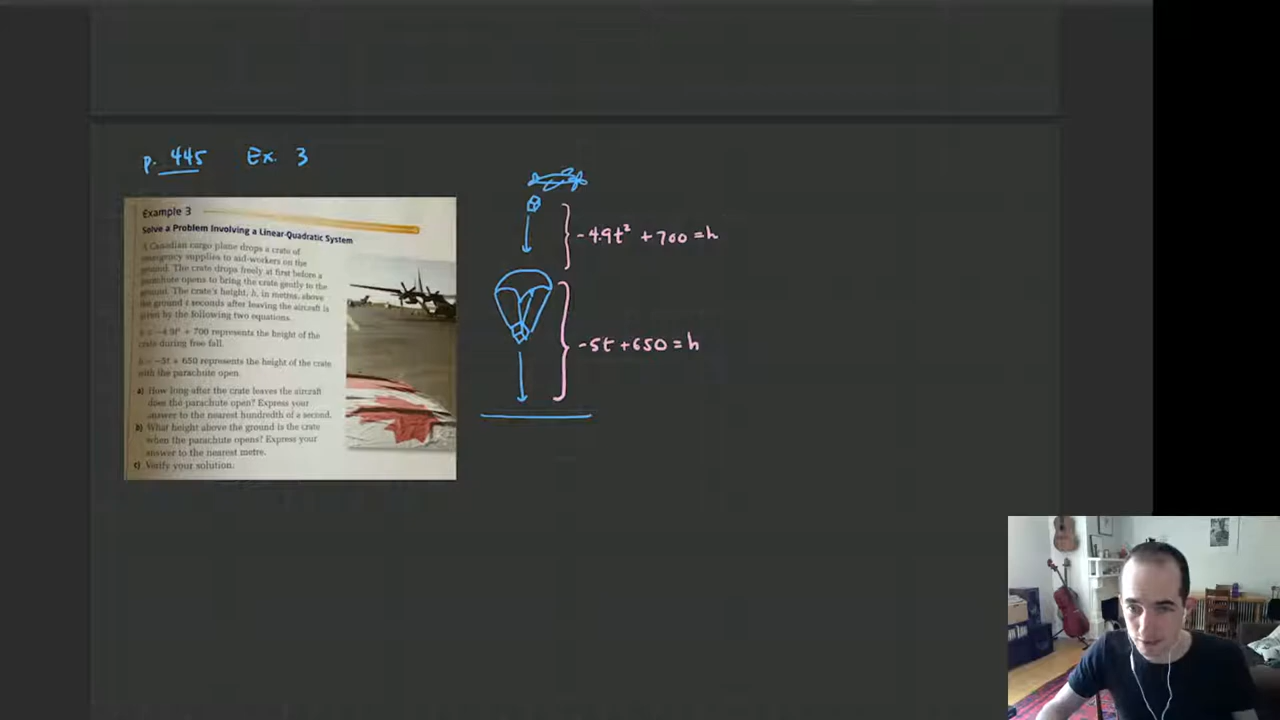 p. 445 Ex. 3
Example 3
Solve a Problem Involving a Linear-Quadratic System
A Canadian cargo plane drops a crate of
emergency supplies to aid-workers on the
ground. The crate drops freely at first before a
parachute opens to bring the crate gently to the
ground. The crate's height, h, in metres, above
the ground t seconds after leaving the aircraft is
given by the following two equations.
h = −4.9t² + 700 represents the height of the
crate during free fall.
h = −5t + 650 represents the height of the crate
with the parachute open.
a) How long after the crate leaves the aircraft
does the parachute open? Express your
answer to the nearest hundredth of a second.
b) What height above the ground is the crate
when the parachute opens? Express your
answer to the nearest metre.
c) Verify your solution.
-4.9t² + 700 = h
-5t + 650 = h